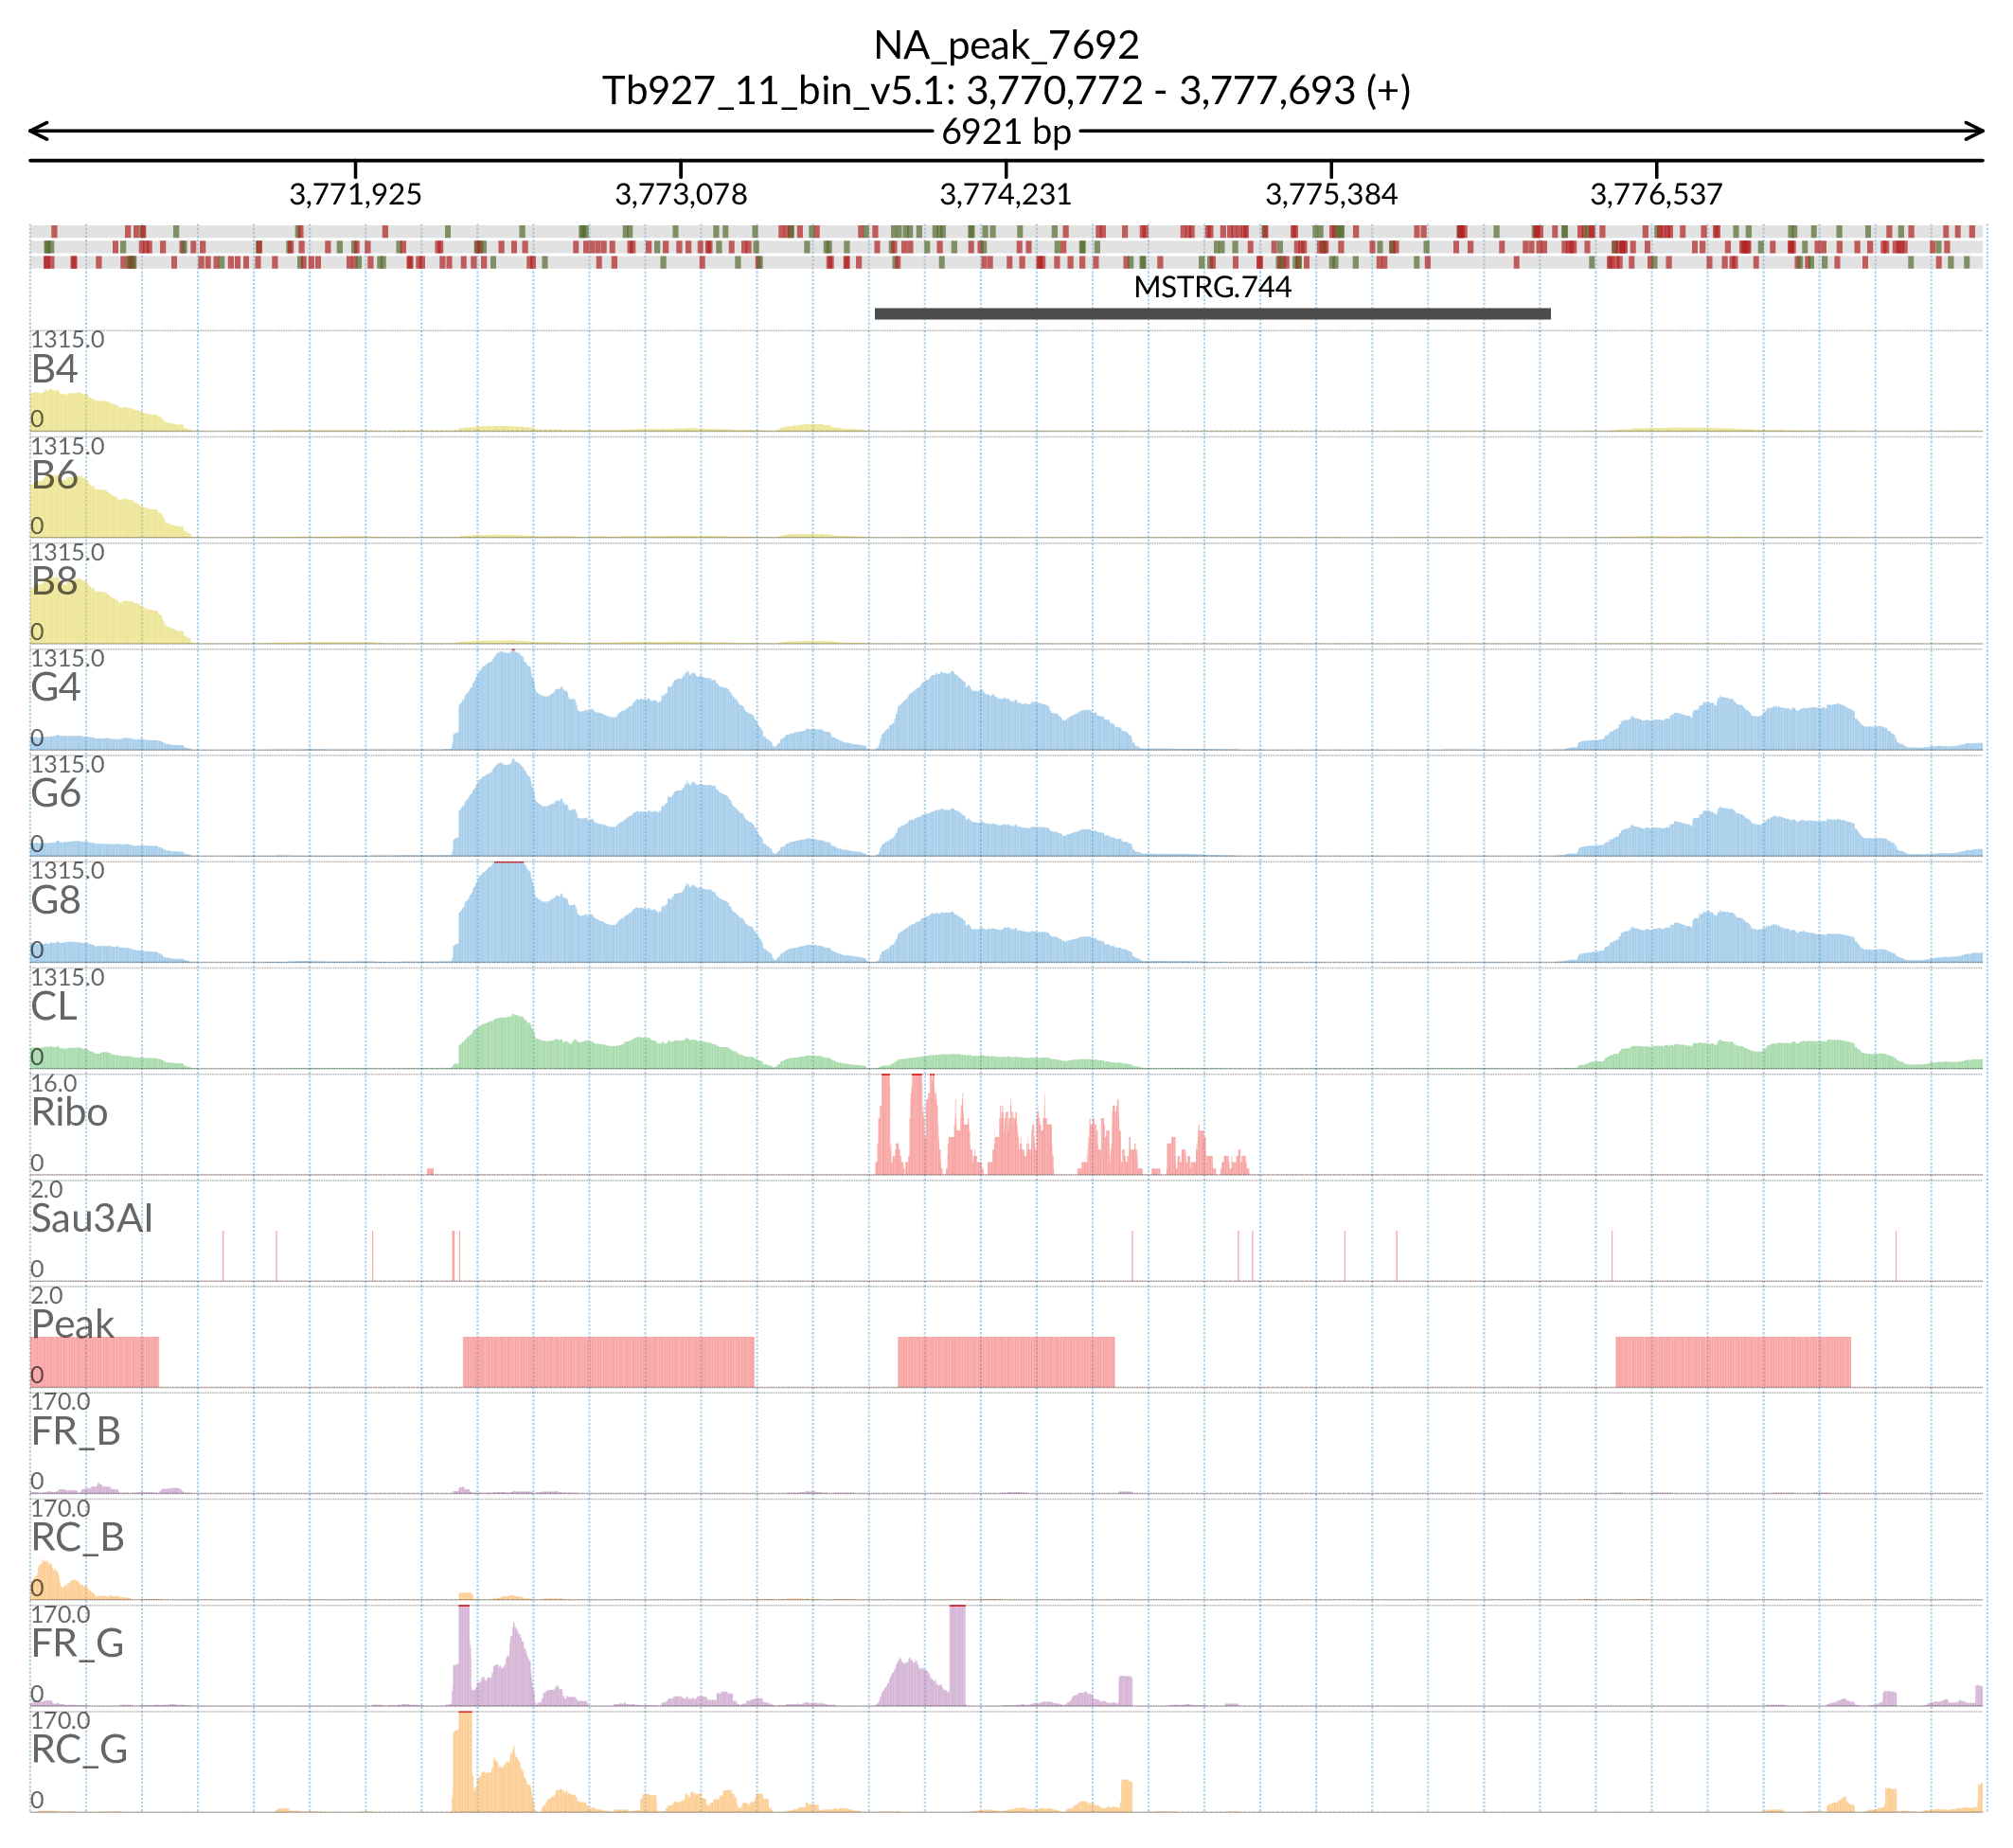 NA_peak_7692
Tb927_11_bin_v5.1: 3,770,772 - 3,777,693 (+)
6921 bp
3,771,925 3,773,078 3,774,231 3,775,384 3,776,537
MSTRG.744
1315.0
B4
0
1315.0
B6
0
1315.0
B8
0
1315.0
G4
0
1315.0
G6
0
1315.0
G8
0
1315.0
CL
0
16.0
Ribo
0
2.0
Sau3AI
0
2.0
Peak
0
170.0
FR_B
0
170.0
RC_B
0
170.0
FR_G
0
170.0
RC_G
0